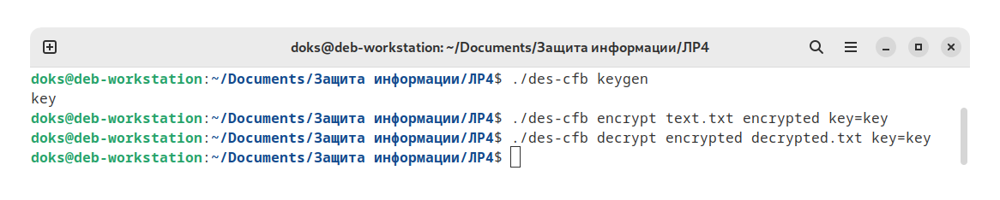 doks@deb-workstation: ~/Documents/Защита информации/ЛР4
doks@deb-workstation:~/Documents/Защита информации/ЛР4$ ./des-cfb keygen
key
doks@deb-workstation:~/Documents/Защита информации/ЛР4$ ./des-cfb encrypt text.txt encrypted key=key
doks@deb-workstation:~/Documents/Защита информации/ЛР4$ ./des-cfb decrypt encrypted decrypted.txt key=key
doks@deb-workstation:~/Documents/Защита информации/ЛР4$